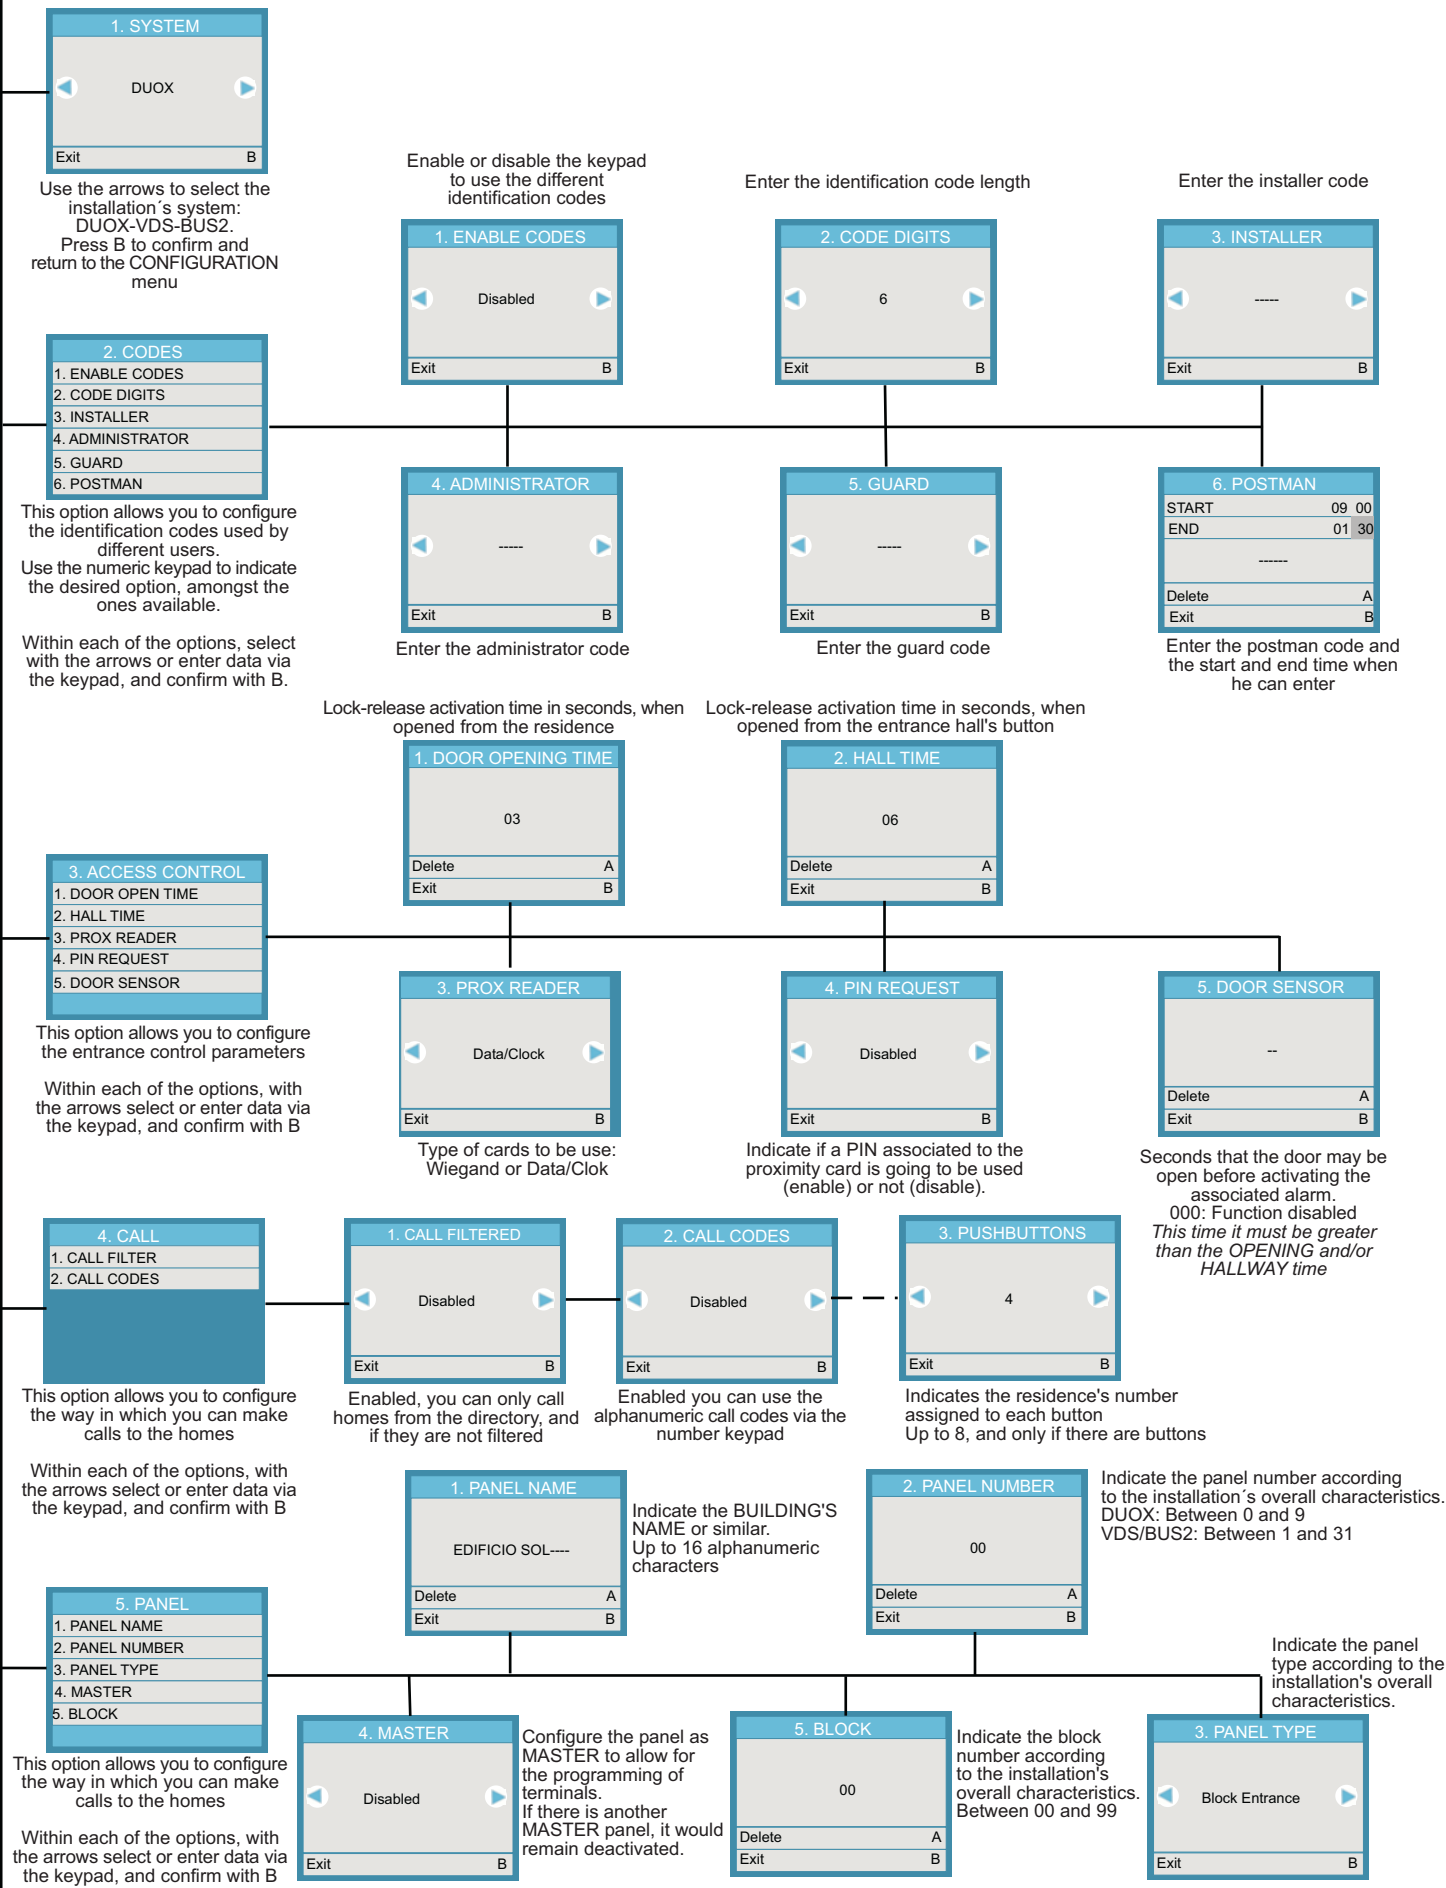 1. SYSTEM
DUOX
Exit B
Use the arrows to select the
installation´s system:
DUOX-VDS-BUS2.
Press B to confirm and
return to the CONFIGURATION
menu
Enable or disable the keypad
to use the different
identification codes
1. ENABLE CODES
Disabled
Exit B
Enter the identification code length
2. CODE DIGITS
6
Exit B
Enter the installer code
3. INSTALLER
-----
Exit B
2. CODES
1. ENABLE CODES
2. CODE DIGITS
3. INSTALLER
4. ADMINISTRATOR
5. GUARD
6. POSTMAN
This option allows you to configure
the identification codes used by
different users.
Use the numeric keypad to indicate
the desired option, amongst the
ones available.
Within each of the options, select
with the arrows or enter data via
the keypad, and confirm with B.
4. ADMINISTRATOR
-----
Exit B
Enter the administrator code
5. GUARD
-----
Exit B
Enter the guard code
6. POSTMAN
START 09 00
END 01 30
------
Delete A
Exit B
Enter the postman code and
the start and end time when
he can enter
Lock-release activation time in seconds, when
opened from the residence
1. DOOR OPENING TIME
03
Delete A
Exit B
Lock-release activation time in seconds, when
opened from the entrance hall's button
2. HALL TIME
06
Delete A
Exit B
3. ACCESS CONTROL
1. DOOR OPEN TIME
2. HALL TIME
3. PROX READER
4. PIN REQUEST
5. DOOR SENSOR
This option allows you to configure
the entrance control parameters
Within each of the options, with
the arrows select or enter data via
the keypad, and confirm with B
3. PROX READER
Data/Clock
Exit B
Type of cards to be use:
Wiegand or Data/Clok
4. PIN REQUEST
Disabled
Exit B
Indicate if a PIN associated to the
proximity card is going to be used
(enable) or not (disable).
5. DOOR SENSOR
--
Delete A
Exit B
Seconds that the door may be
open before activating the
associated alarm.
000: Function disabled
This time it must be greater
than the OPENING and/or
HALLWAY time
4. CALL
1. CALL FILTER
2. CALL CODES
This option allows you to configure
the way in which you can make
calls to the homes
Within each of the options, with
the arrows select or enter data via
the keypad, and confirm with B
1. CALL FILTERED
Disabled
Exit B
Enabled, you can only call
homes from the directory, and
if they are not filtered
2. CALL CODES
Disabled
Exit B
Enabled you can use the
alphanumeric call codes via the
number keypad
3. PUSHBUTTONS
4
Exit B
Indicates the residence's number
assigned to each button
Up to 8, and only if there are buttons
1. PANEL NAME
EDIFICIO SOL----
Delete A
Exit B
Indicate the BUILDING'S
NAME or similar.
Up to 16 alphanumeric
characters
2. PANEL NUMBER
00
Delete A
Exit B
Indicate the panel number according
to the installation´s overall characteristics.
DUOX: Between 0 and 9
VDS/BUS2: Between 1 and 31
5. PANEL
1. PANEL NAME
2. PANEL NUMBER
3. PANEL TYPE
4. MASTER
5. BLOCK
This option allows you to configure
the way in which you can make
calls to the homes
Within each of the options, with
the arrows select or enter data via
the keypad, and confirm with B
4. MASTER
Disabled
Exit B
Configure the panel as
MASTER to allow for
the programming of
terminals.
If there is another
MASTER panel, it would
remain deactivated.
5. BLOCK
00
Delete A
Exit B
Indicate the block
number according
to the installation's
overall characteristics.
Between 00 and 99
Indicate the panel
type according to the
installation's overall
characteristics.
3. PANEL TYPE
Block Entrance
Exit B